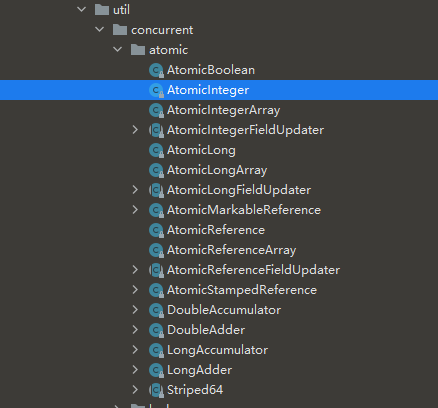 util
concurrent
atomic
AtomicBoolean
AtomicInteger
AtomicIntegerArray
AtomicIntegerFieldUpdater
AtomicLong
AtomicLongArray
AtomicLongFieldUpdater
AtomicMarkableReference
AtomicReference
AtomicReferenceArray
AtomicReferenceFieldUpdater
AtomicStampedReference
DoubleAccumulator
DoubleAdder
LongAccumulator
LongAdder
Striped64